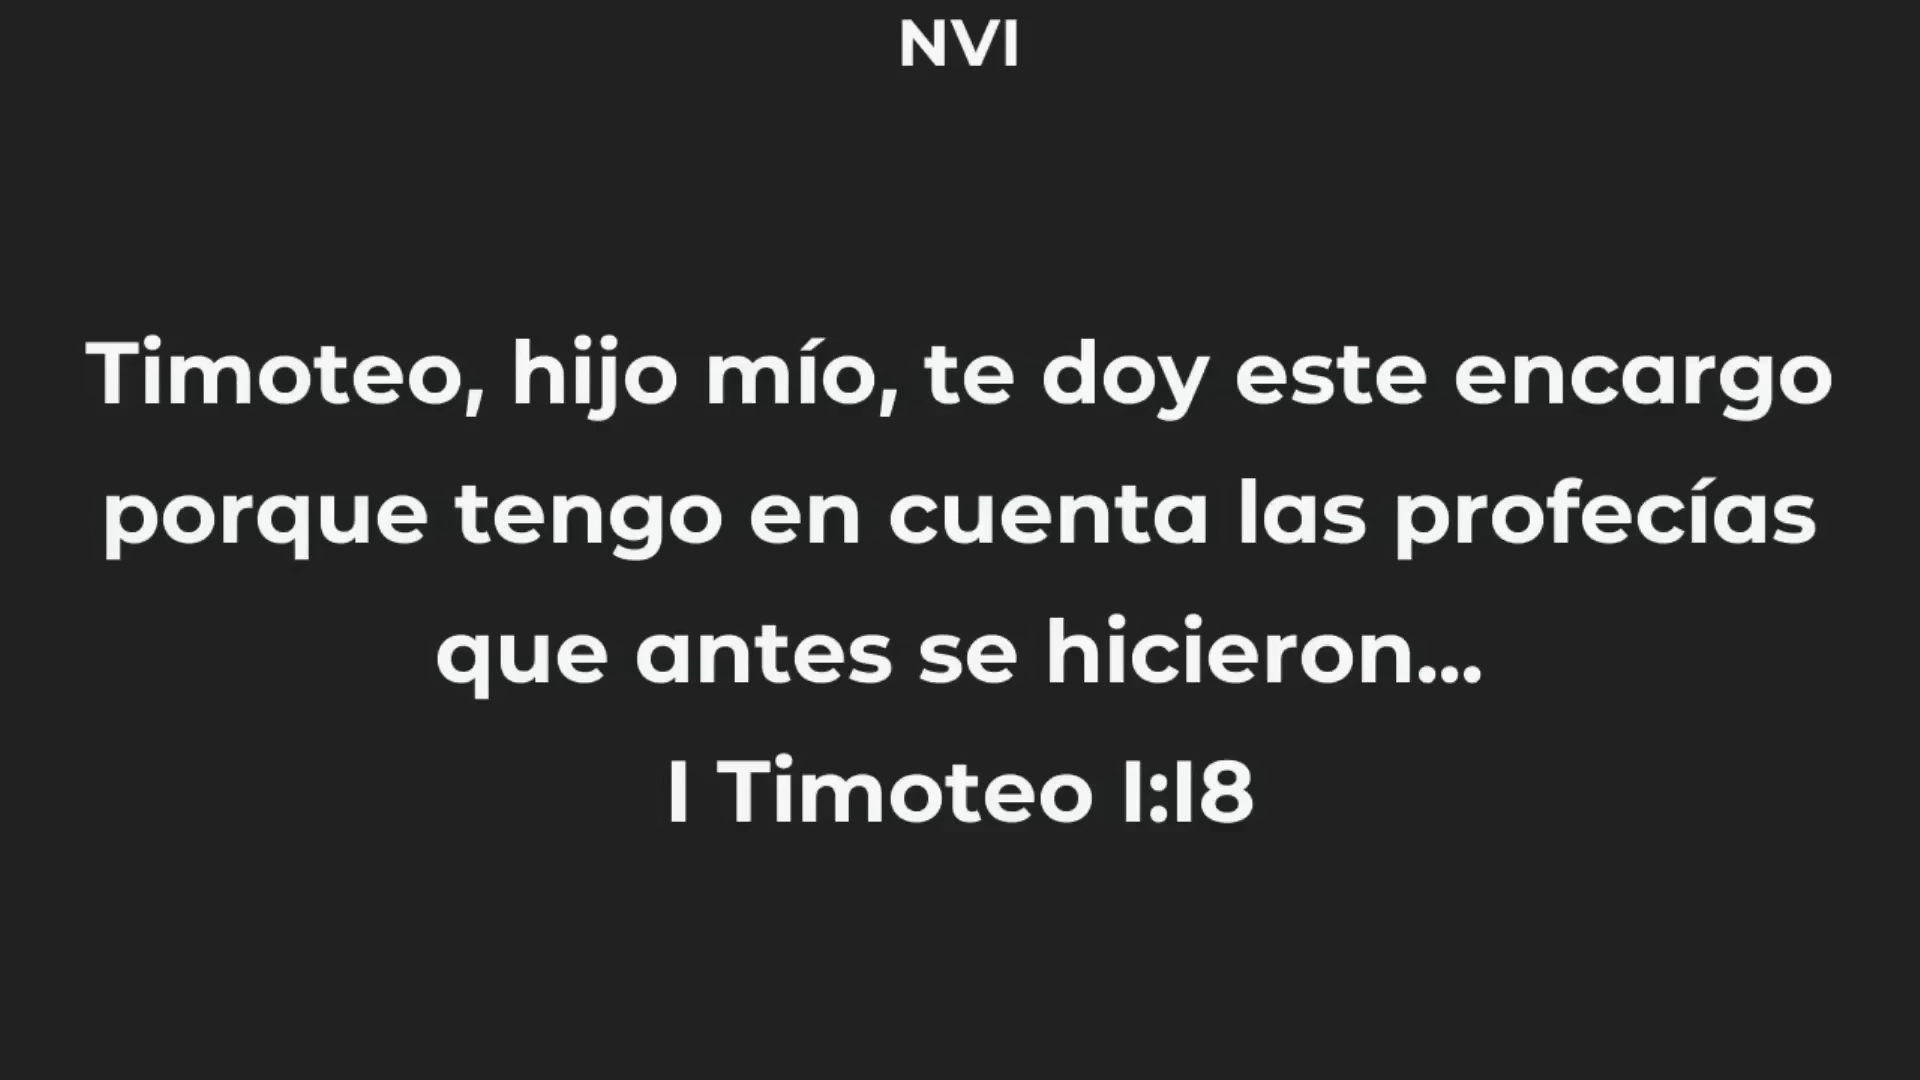 NVI
Timoteo, hijo mío, te doy este encargo
porque tengo en cuenta las profecías
que antes se hicieron...
1 Timoteo 1:18